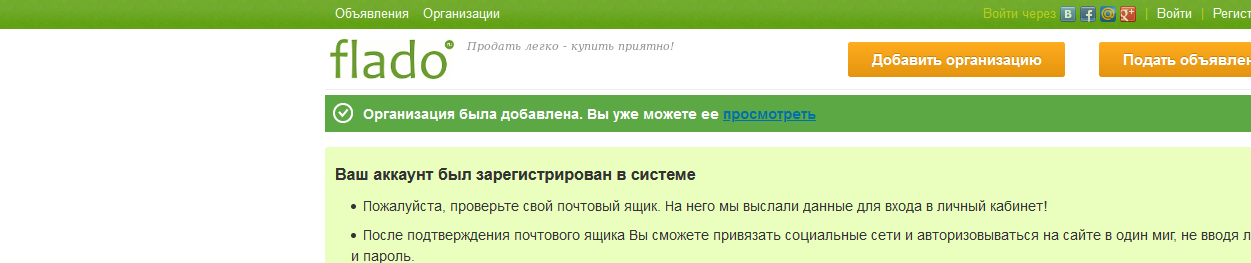 Объявления Организации Войти через | Войти | Регист
flado ru Продать легко - купить приятно! Добавить организацию Подать объявлен
Организация была добавлена. Вы уже можете ее просмотреть
Ваш аккаунт был зарегистрирован в системе
• Пожалуйста, проверьте свой почтовый ящик. На него мы выслали данные для входа в личный кабинет!
• После подтверждения почтового ящика Вы сможете привязать социальные сети и авторизовываться на сайте в один миг, не вводя л
и пароль.